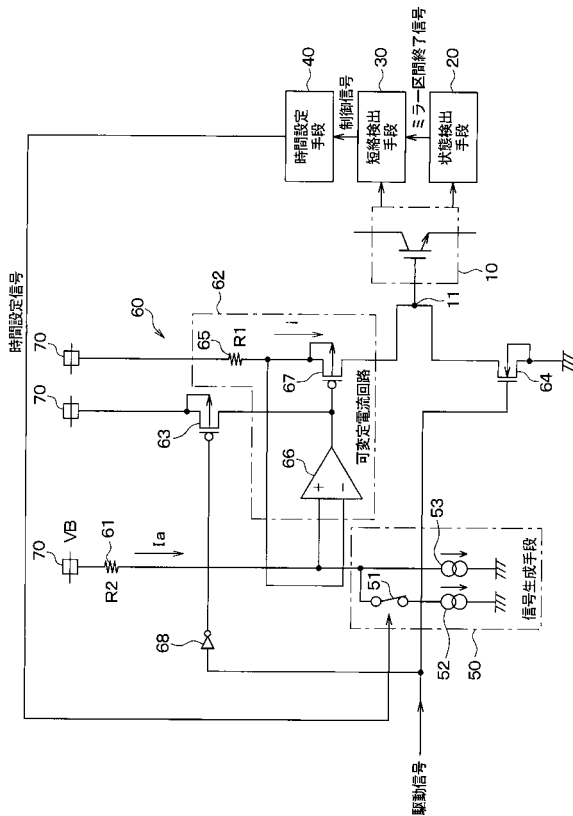 時間設定信号
70
VB
R2
61
Ia
70
70
60
62
65
R1
i
63
67
66
+
−
可変定電流回路
68
11
10
64
40
時間設定
手段
制御信号
30
短絡検出
手段
ミラー区間終了信号
20
状態検出
手段
51
52
53
信号生成手段
50
駆動信号